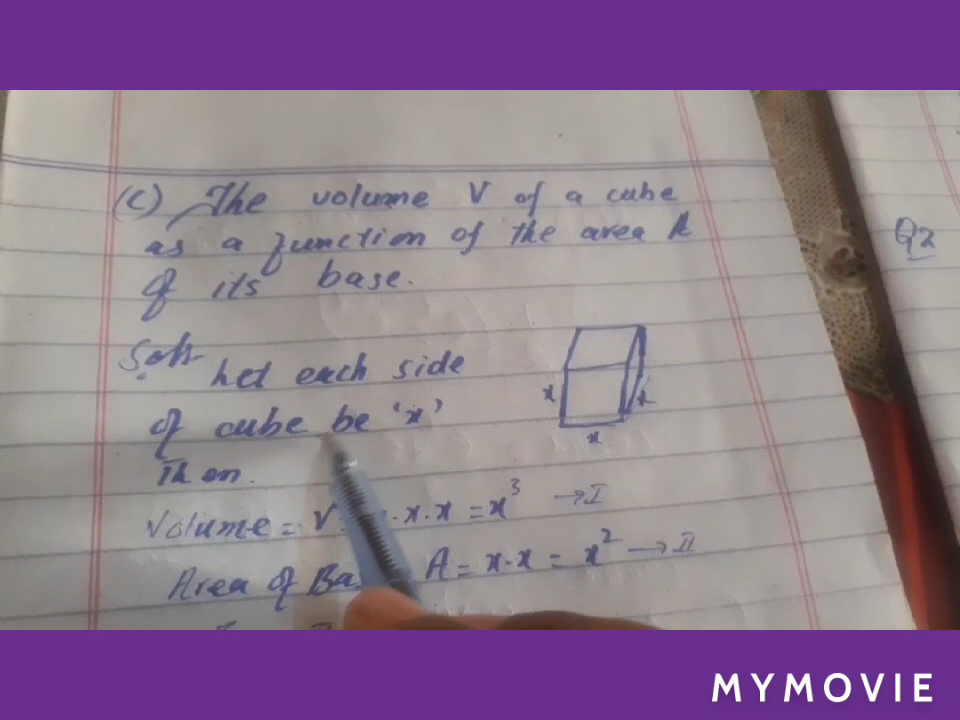 (C) The volume V of a cube
as a function of the area A
of its base.
Q2
Sol:-
Let each side
of cube be 'x'
Then.
x
x
x
Volume = V = x.x.x = x³ → I
Area of Bas A = x.x = x² → II
MYMOVIE